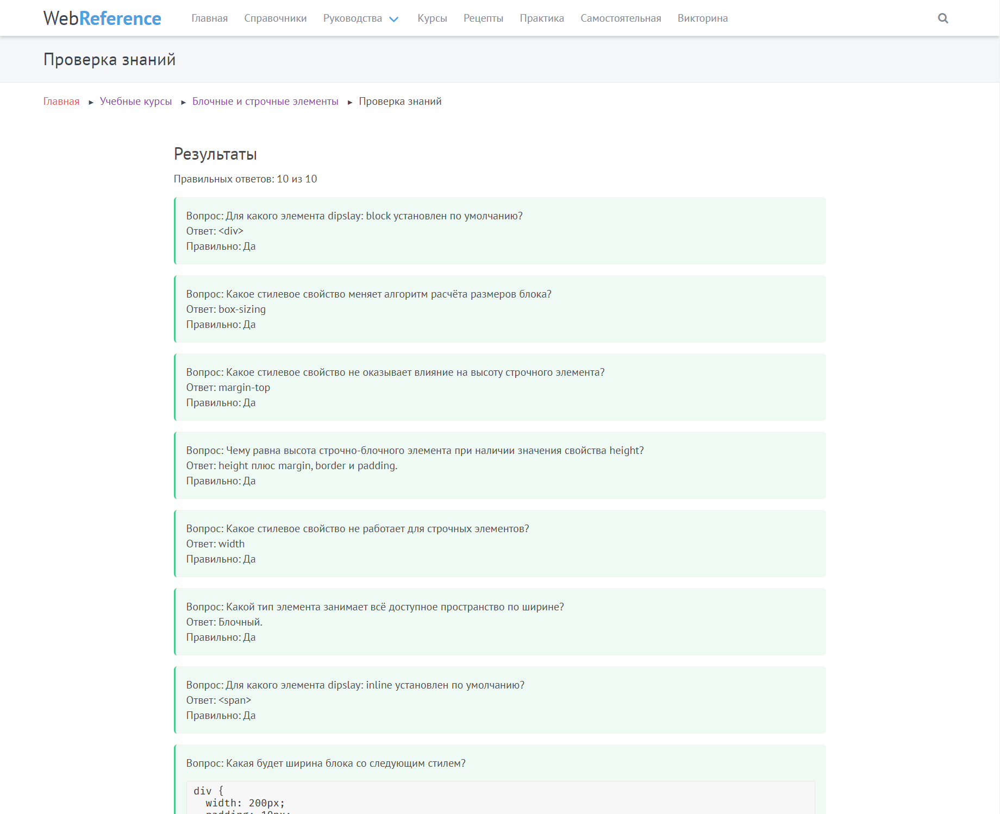 WebReference Главная Справочники Руководства Курсы Рецепты Практика Самостоятельная Викторина
Проверка знаний
Главная ▸ Учебные курсы ▸ Блочные и строчные элементы ▸ Проверка знаний
Результаты
Правильных ответов: 10 из 10
Вопрос: Для какого элемента dipslay: block установлен по умолчанию?
Ответ: <div>
Правильно: Да
Вопрос: Какое стилевое свойство меняет алгоритм расчёта размеров блока?
Ответ: box-sizing
Правильно: Да
Вопрос: Какое стилевое свойство не оказывает влияние на высоту строчного элемента?
Ответ: margin-top
Правильно: Да
Вопрос: Чему равна высота строчно-блочного элемента при наличии значения свойства height?
Ответ: height плюс margin, border и padding.
Правильно: Да
Вопрос: Какое стилевое свойство не работает для строчных элементов?
Ответ: width
Правильно: Да
Вопрос: Какой тип элемента занимает всё доступное пространство по ширине?
Ответ: Блочный.
Правильно: Да
Вопрос: Для какого элемента dipslay: inline установлен по умолчанию?
Ответ: <span>
Правильно: Да
Вопрос: Какая будет ширина блока со следующим стилем?
div {
width: 200px;
padding: 10px;